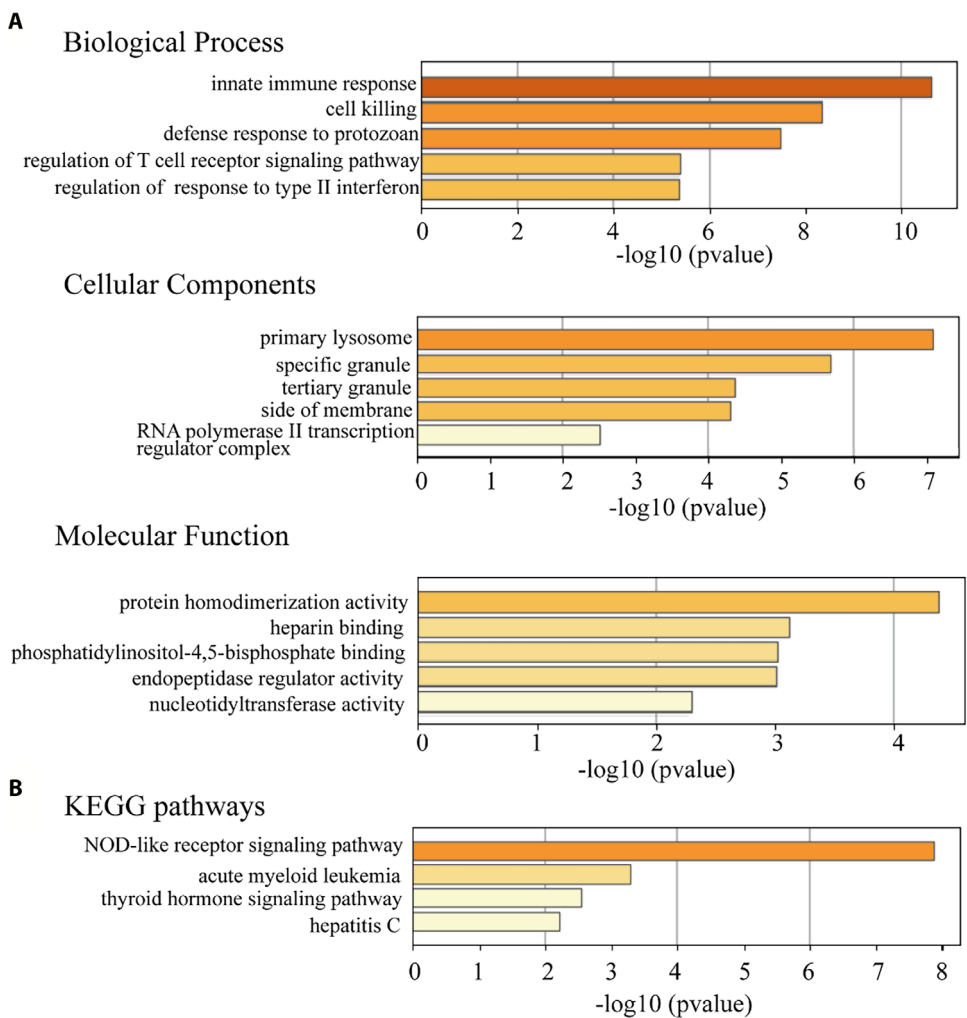 A
Biological Process
innate immune response
cell killing
defense response to protozoan
regulation of T cell receptor signaling pathway
regulation of response to type II interferon
0 2 4 6 8 10
-log10 (pvalue)
Cellular Components
primary lysosome
specific granule
tertiary granule
side of membrane
RNA polymerase II transcription
regulator complex
0 1 2 3 4 5 6 7
-log10 (pvalue)
Molecular Function
protein homodimerization activity
heparin binding
phosphatidylinositol-4,5-bisphosphate binding
endopeptidase regulator activity
nucleotidyltransferase activity
0 1 2 3 4
-log10 (pvalue)
B
KEGG pathways
NOD-like receptor signaling pathway
acute myeloid leukemia
thyroid hormone signaling pathway
hepatitis C
0 1 2 3 4 5 6 7 8
-log10 (pvalue)